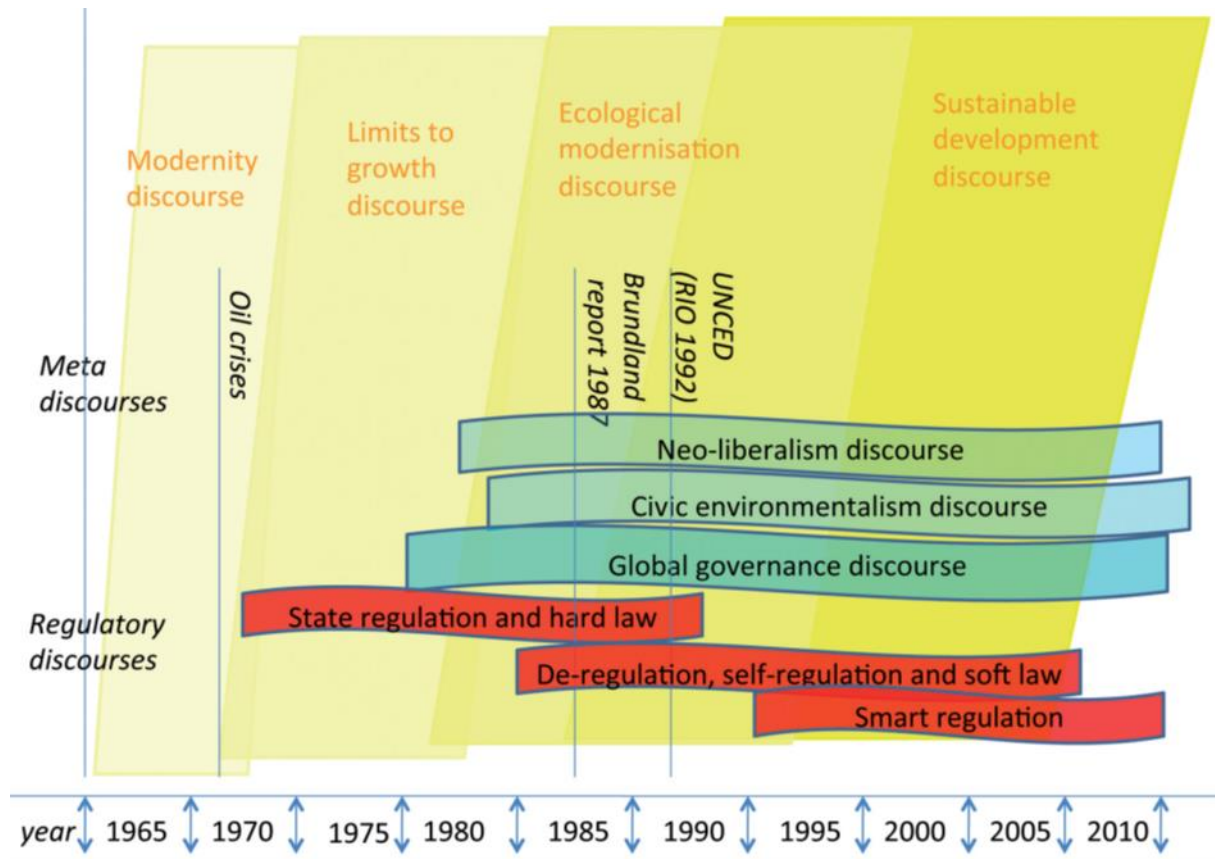 Modernity
discourse
Limits to
growth
discourse
Ecological
modernisation
discourse
Sustainable
development
discourse
Oil crises
Brundland
report 1987
UNCED
(RIO 1992)
Meta
discourses
Neo-liberalism discourse
Civic environmentalism discourse
Global governance discourse
Regulatory
discourses
State regulation and hard law
De-regulation, self-regulation and soft law
Smart regulation
year 1965 1970 1975 1980 1985 1990 1995 2000 2005 2010